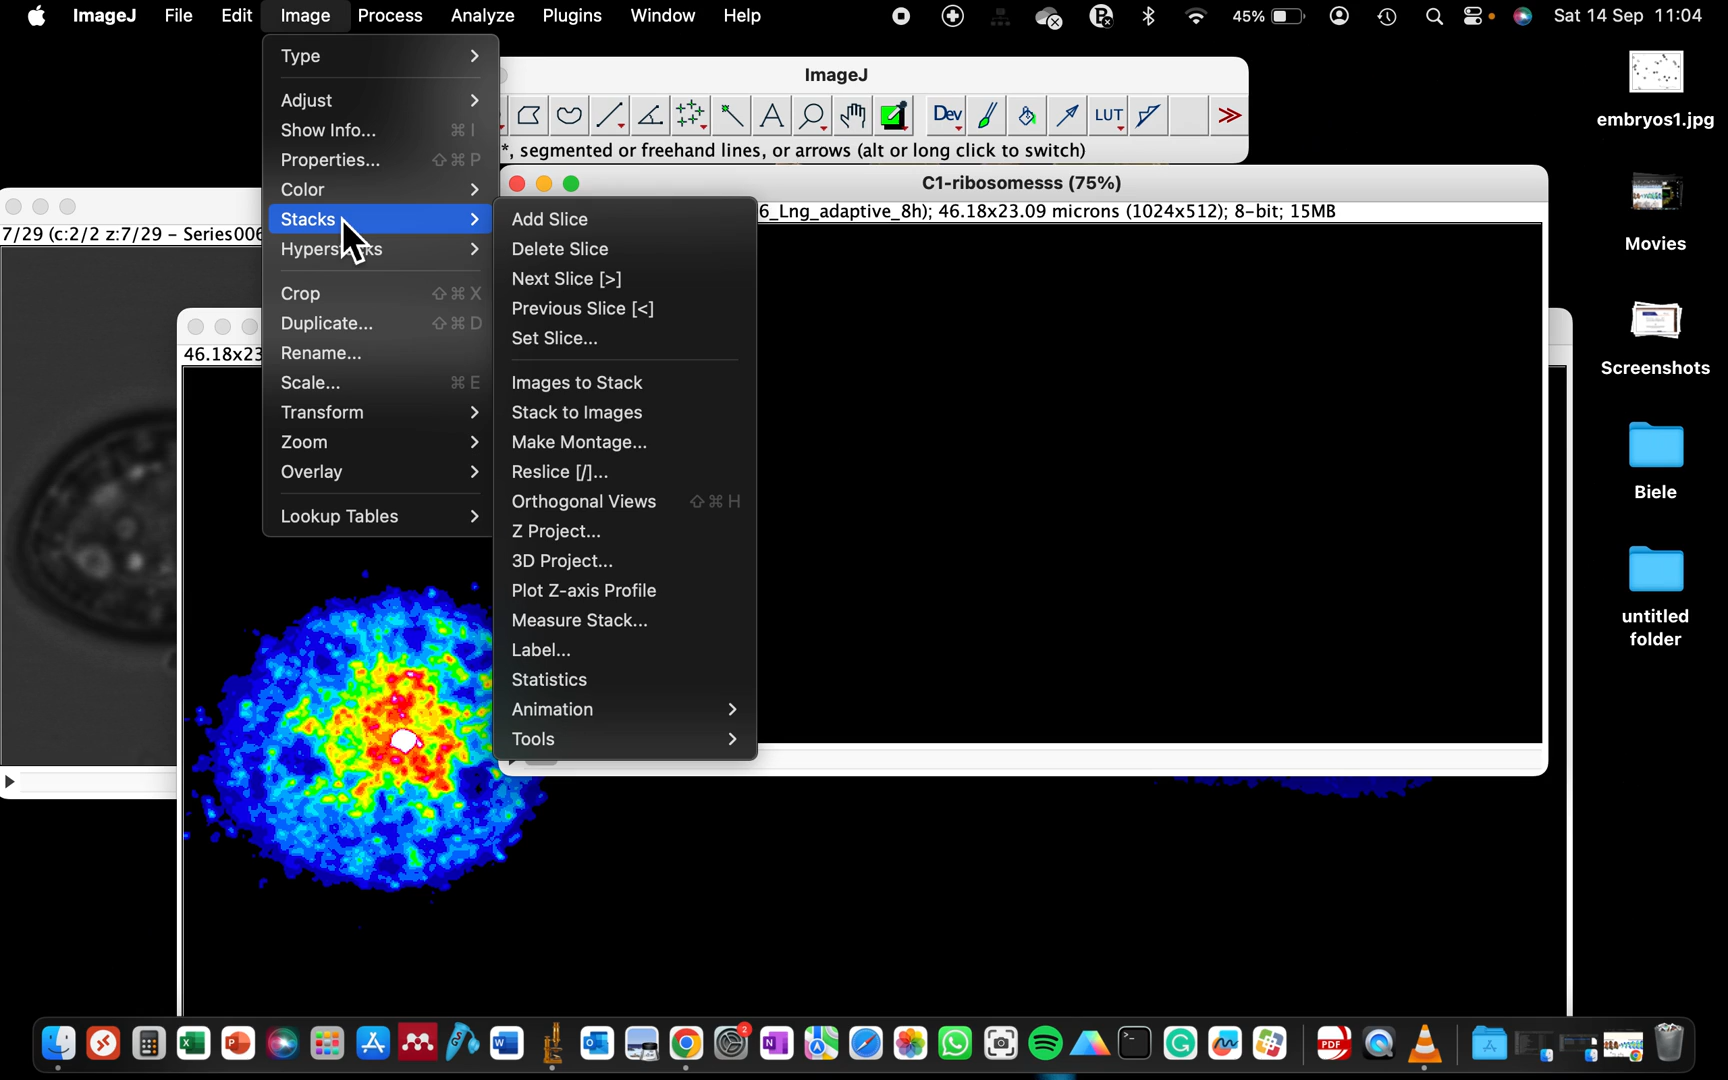 ImageJ File Edit Image Process Analyze Plugins Window Help 45% Sat 14 Sep 11:04
ImageJ
Dev LUT
*, segmented or freehand lines, or arrows (alt or long click to switch)
Type
Adjust
Show Info... ⌘ I
Properties... ⇧ ⌘ P
Color
Stacks
Hyperstacks
Crop ⇧ ⌘ X
Duplicate... ⇧ ⌘ D
Rename...
Scale... ⌘ E
Transform
Zoom
Overlay
Lookup Tables
Add Slice
Delete Slice
Next Slice [>]
Previous Slice [<]
Set Slice...
Images to Stack
Stack to Images
Make Montage...
Reslice [/]...
Orthogonal Views ⇧ ⌘ H
Z Project...
3D Project...
Plot Z-axis Profile
Measure Stack...
Label...
Statistics
Animation
Tools
C1-ribosomesss (75%)
6_Lng_adaptive_8h); 46.18x23.09 microns (1024x512); 8-bit; 15MB
7/29 (c:2/2 z:7/29 - Series006
46.18x23
embryos1.jpg
Movies
Screenshots
Biele
untitled
folder
2
PDF